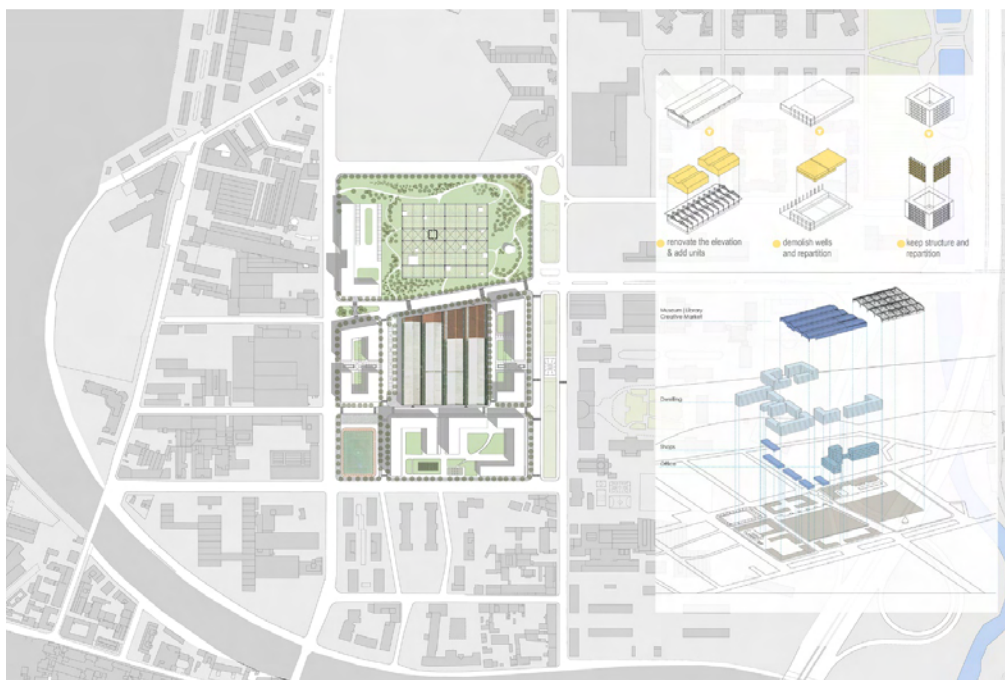 renovate the elevation
& add units
demolish wells
and repartition
keep structure and
repartition
Museum | Library
Creative Market
Dwelling
Shops
Office